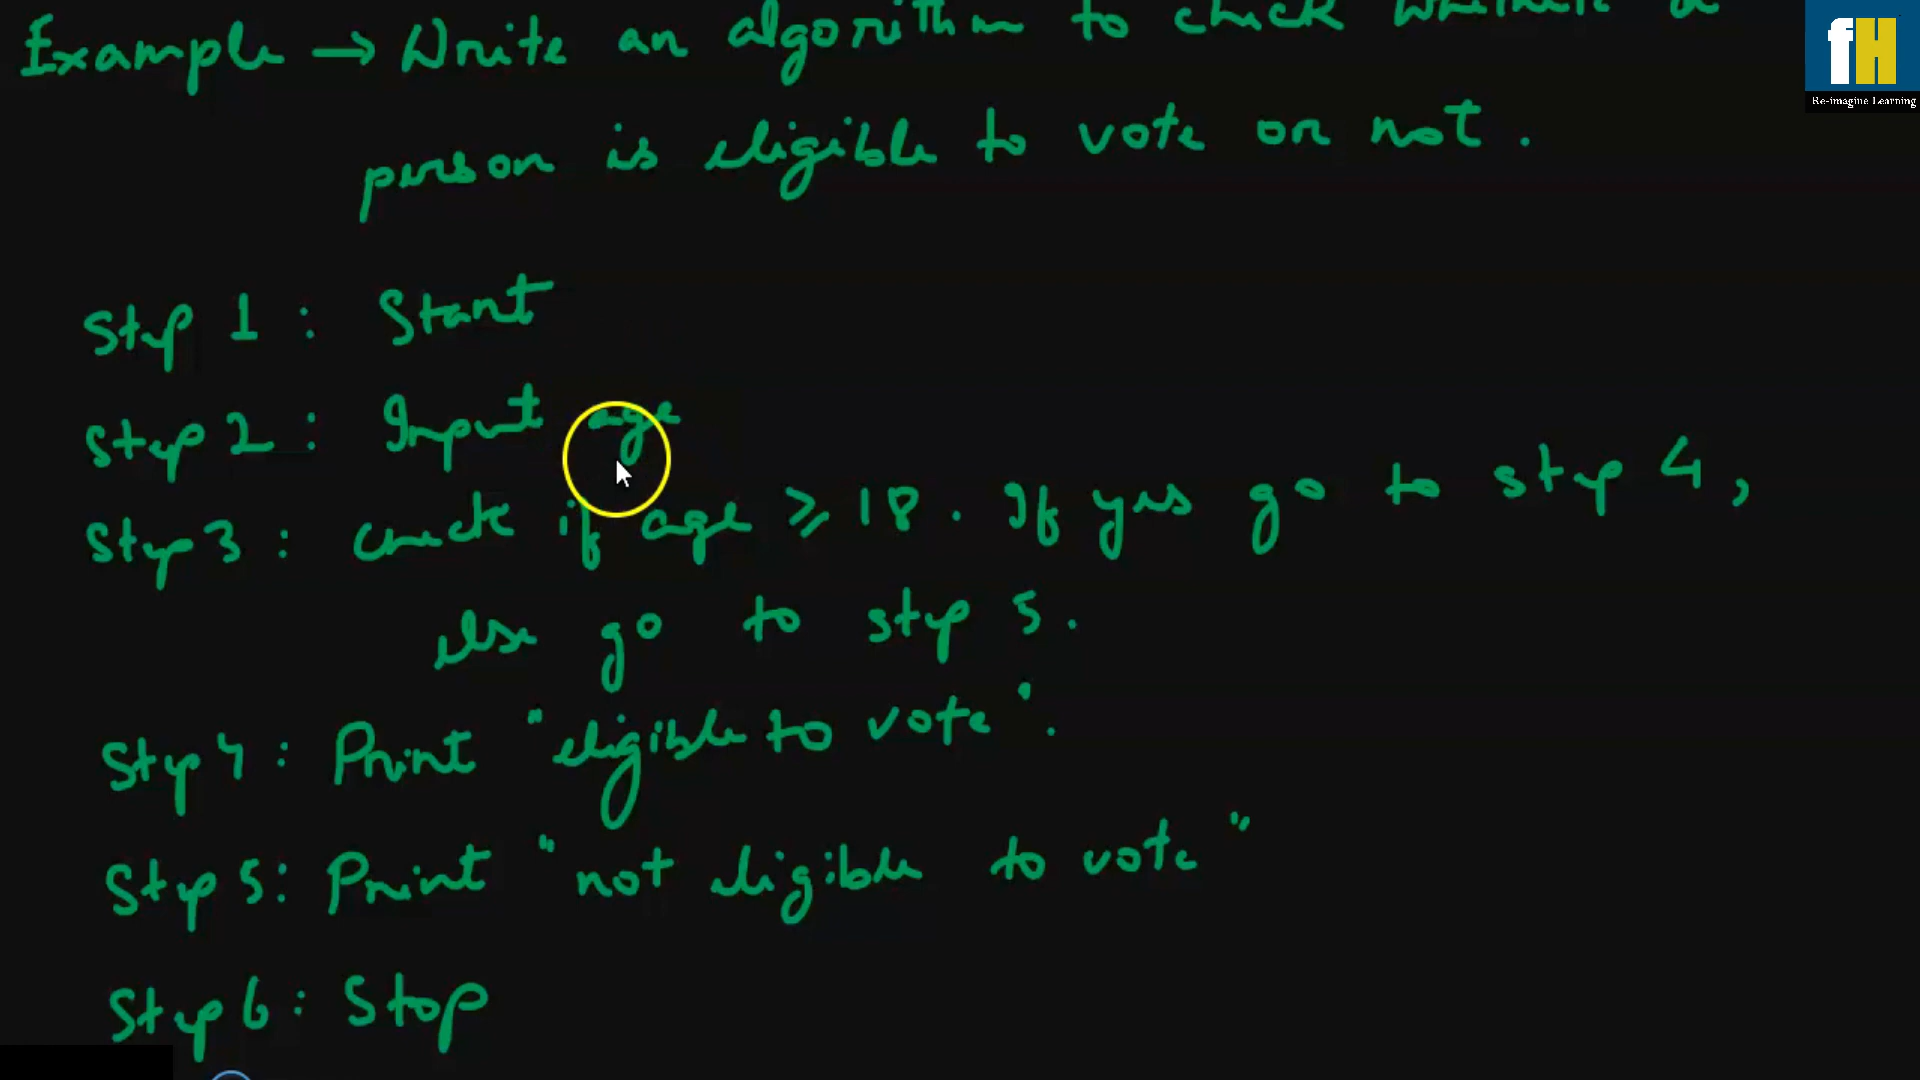 Example → Write an algorithm to check whether a
person is eligible to vote or not.
fH
Re-imagine Learning
Step 1 : Start
Step 2 : Input age
Step 3 : check if age ≥ 18 . If yes go to step 4,
else go to step 5.
Step 4 : Print "eligible to vote".
Step 5: Print "not eligible to vote"
Step 6: Stop